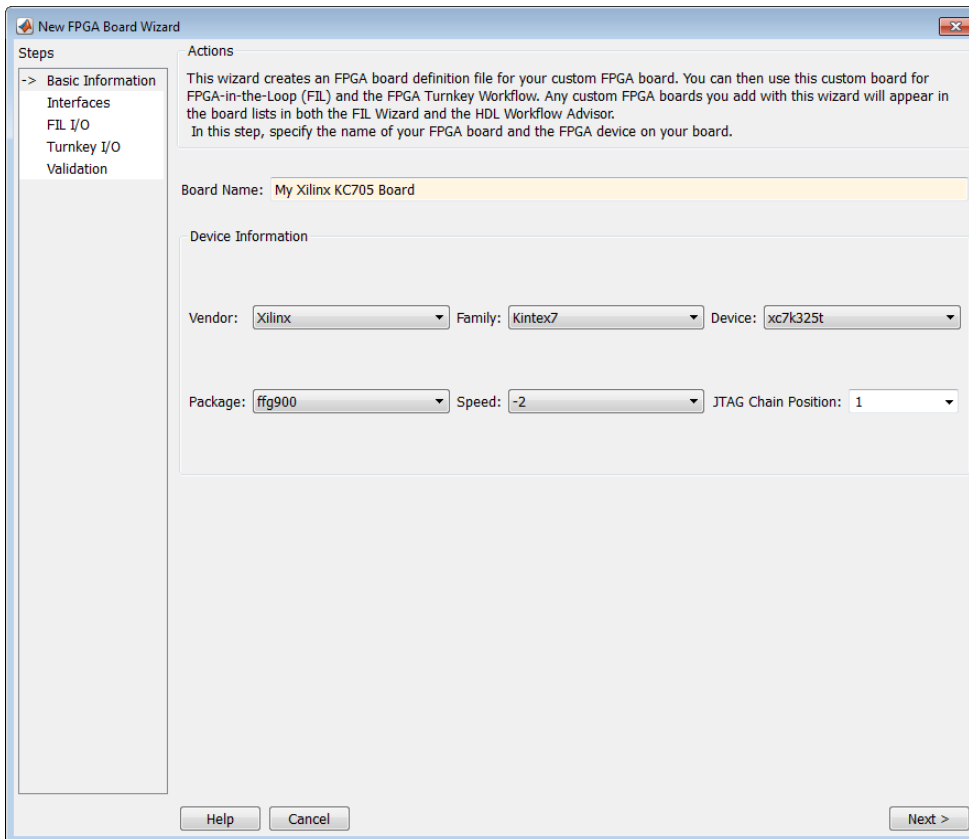 New FPGA Board Wizard
Steps
-> Basic Information
Interfaces
FIL I/O
Turnkey I/O
Validation
Actions
This wizard creates an FPGA board definition file for your custom FPGA board. You can then use this custom board for
FPGA-in-the-Loop (FIL) and the FPGA Turnkey Workflow. Any custom FPGA boards you add with this wizard will appear in
the board lists in both the FIL Wizard and the HDL Workflow Advisor.
In this step, specify the name of your FPGA board and the FPGA device on your board.
Board Name: My Xilinx KC705 Board
Device Information
Vendor: Xilinx Family: Kintex7 Device: xc7k325t
Package: ffg900 Speed: -2 JTAG Chain Position: 1
Help Cancel Next >